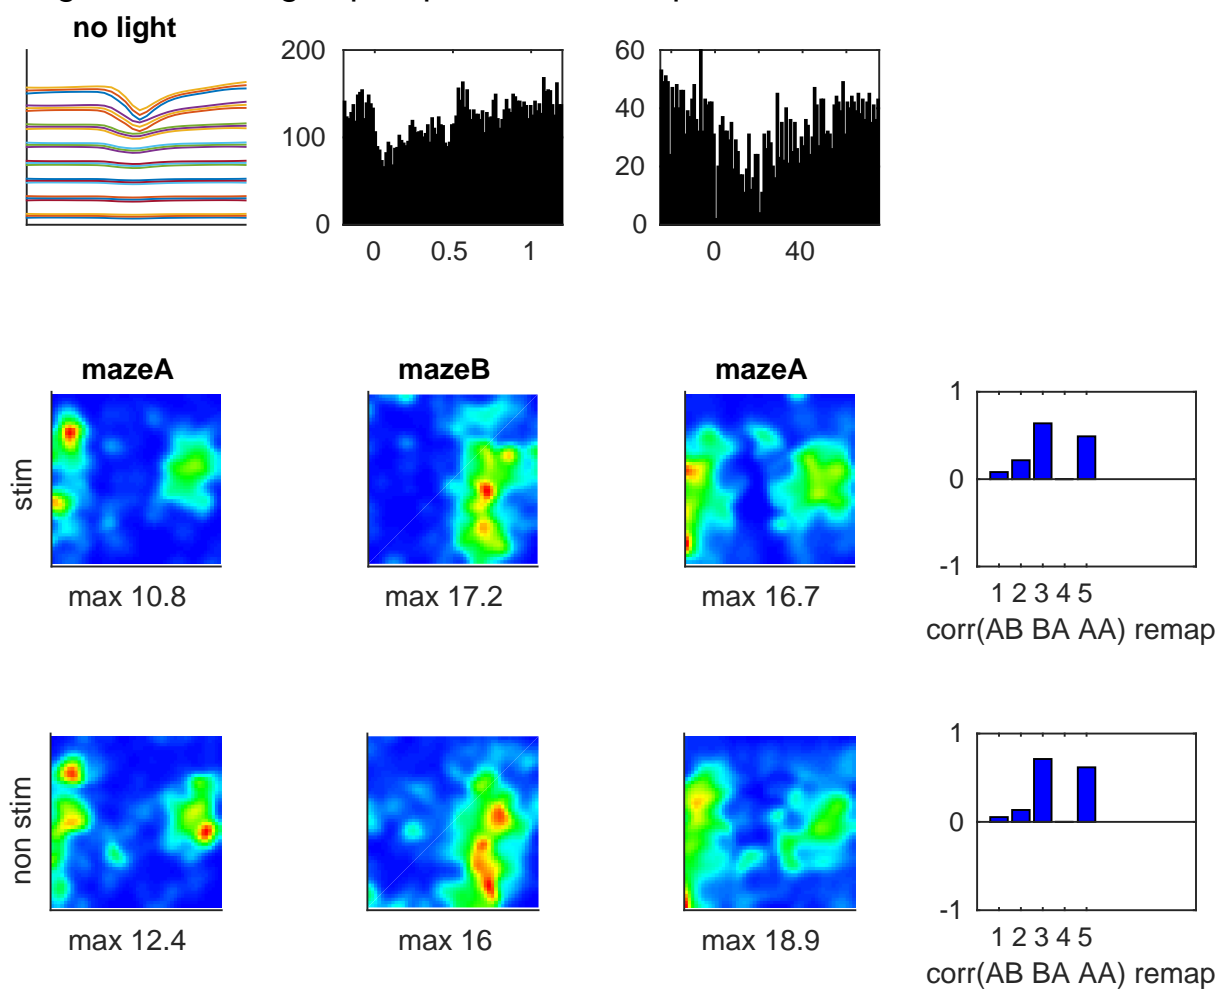 no light
200
100
0
0
0.5
1
60
40
20
0
0
40
mazeA
mazeB
mazeA
stim
max 10.8
max 17.2
max 16.7
1
0
-1
1 2 3 4 5
corr(AB BA AA) remap
non stim
max 12.4
max 16
max 18.9
1
0
-1
1 2 3 4 5
corr(AB BA AA) remap